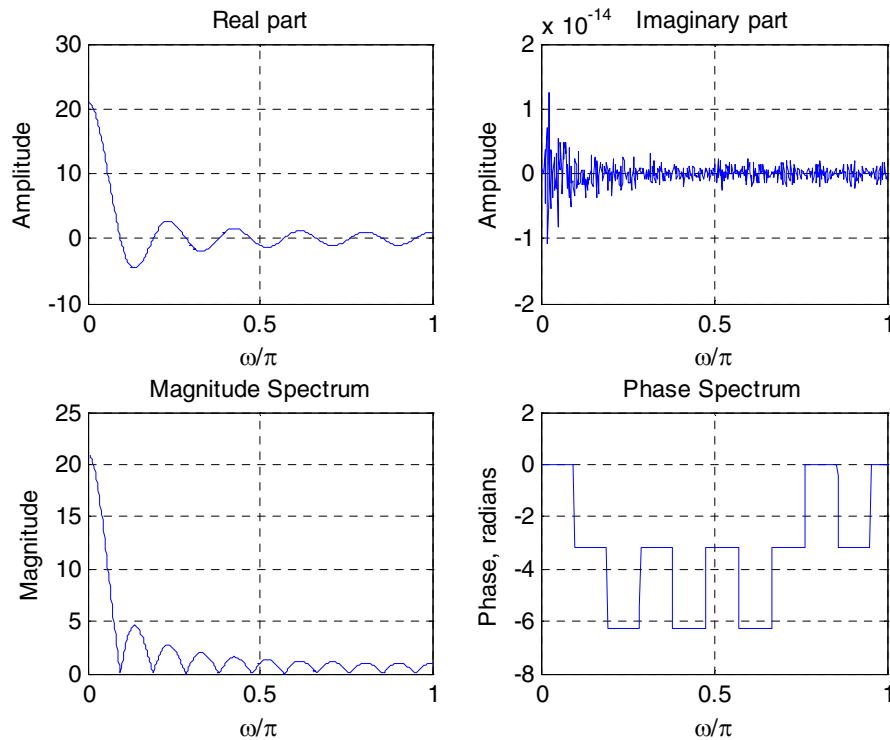 Real part
30
20
10
0
-10
Amplitude
0 0.5 1
ω/π
x 10^-14
Imaginary part
2
1
0
-1
-2
Amplitude
0 0.5 1
ω/π
Magnitude Spectrum
25
20
15
10
5
0
Magnitude
0 0.5 1
ω/π
Phase Spectrum
2
0
-2
-4
-6
-8
Phase, radians
0 0.5 1
ω/π